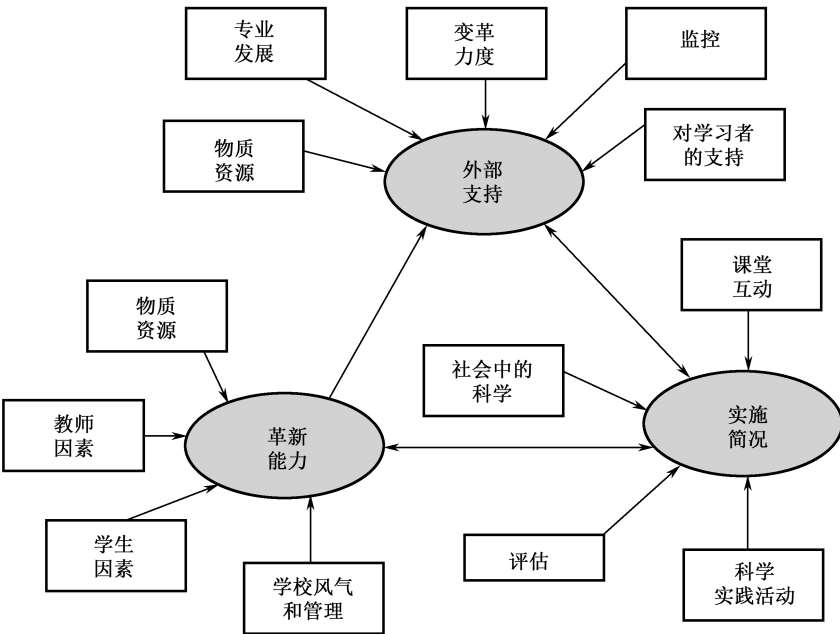 专业
发展
变革
力度
监控
物质
资源
对学习者
的支持
外部
支持
课堂
互动
物质
资源
社会中的
科学
教师
因素
革新
能力
实施
简况
学生
因素
学校风气
和管理
评估
科学
实践活动